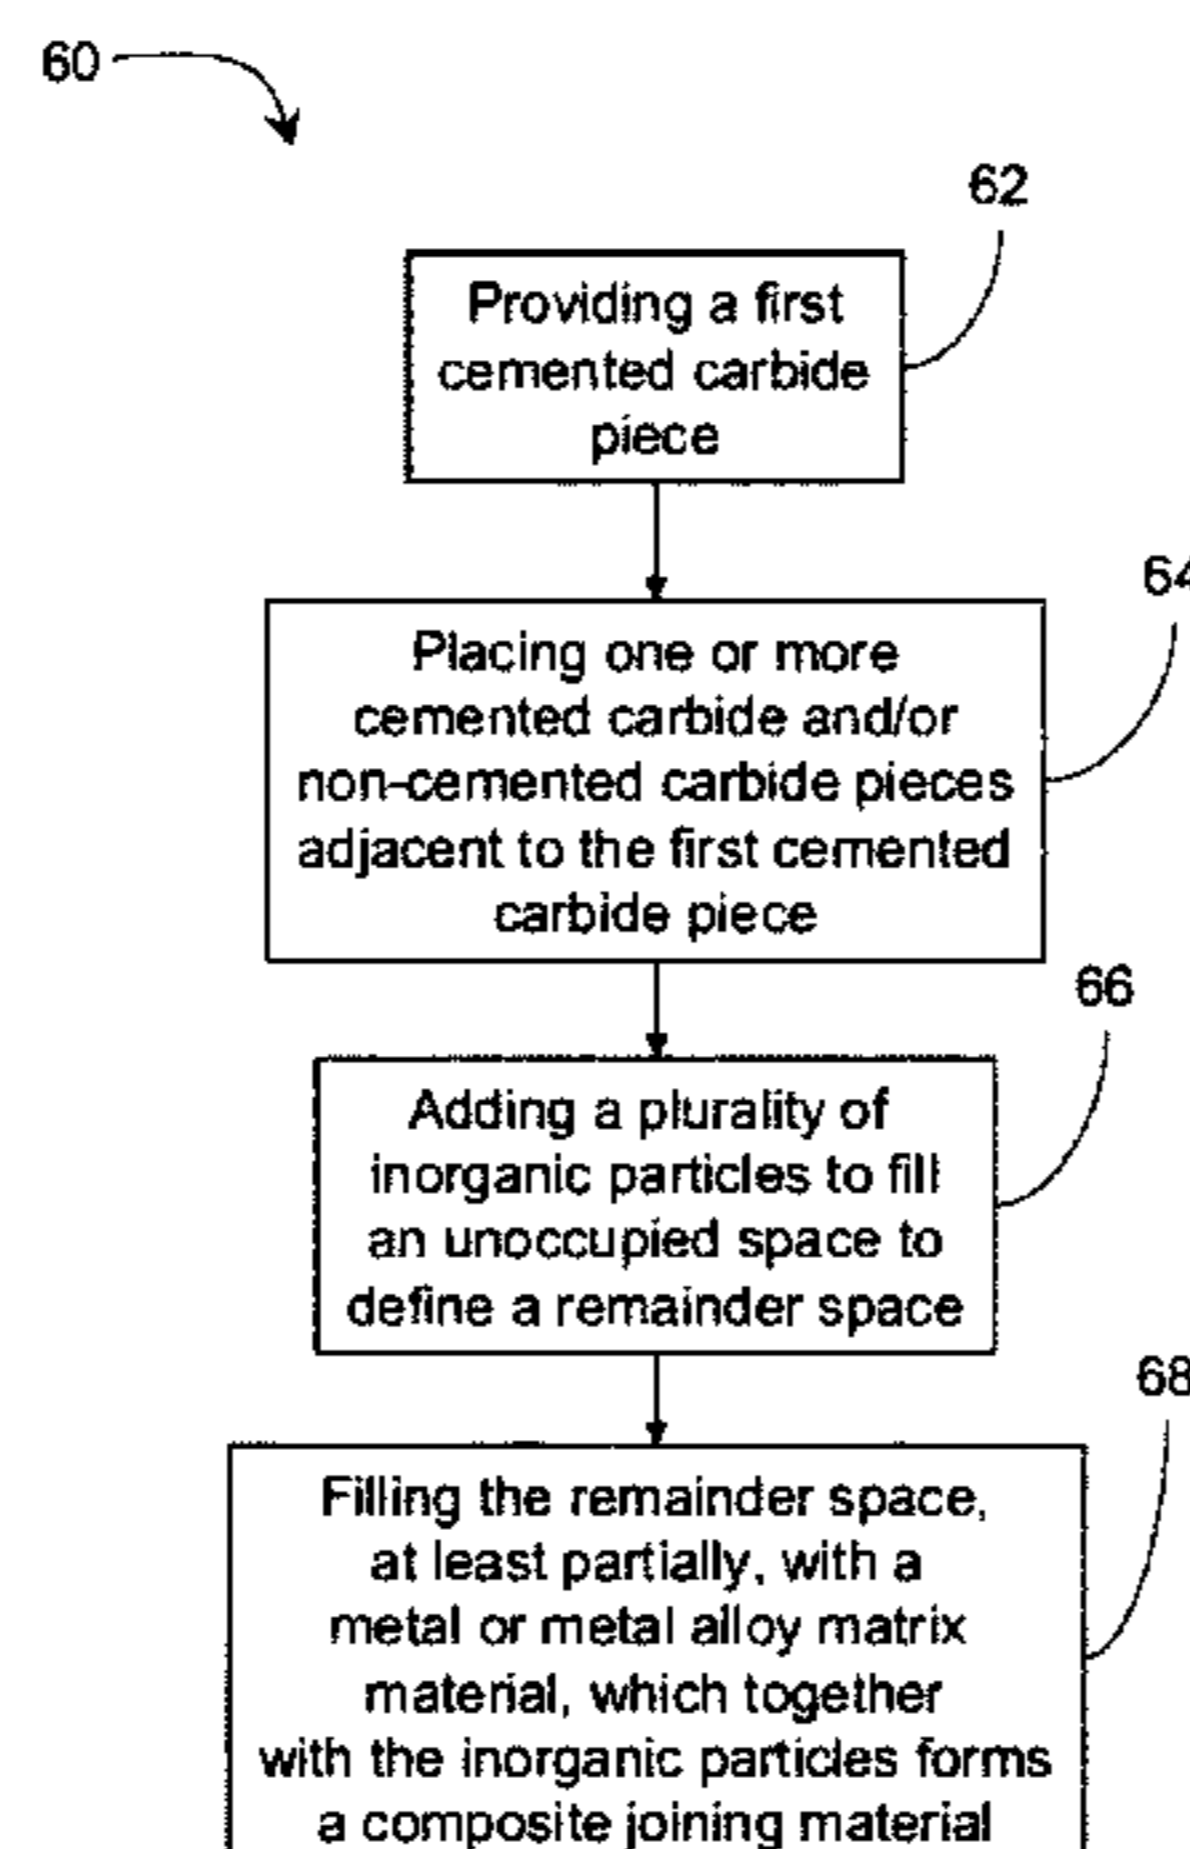 60
62
Providing a first
cemented carbide
piece
64
Placing one or more
cemented carbide and/or
non-cemented carbide pieces
adjacent to the first cemented
carbide piece
66
Adding a plurality of
inorganic particles to fill
an unoccupied space to
define a remainder space
68
Filling the remainder space,
at least partially, with a
metal or metal alloy matrix
material, which together
with the inorganic particles forms
a composite joining material